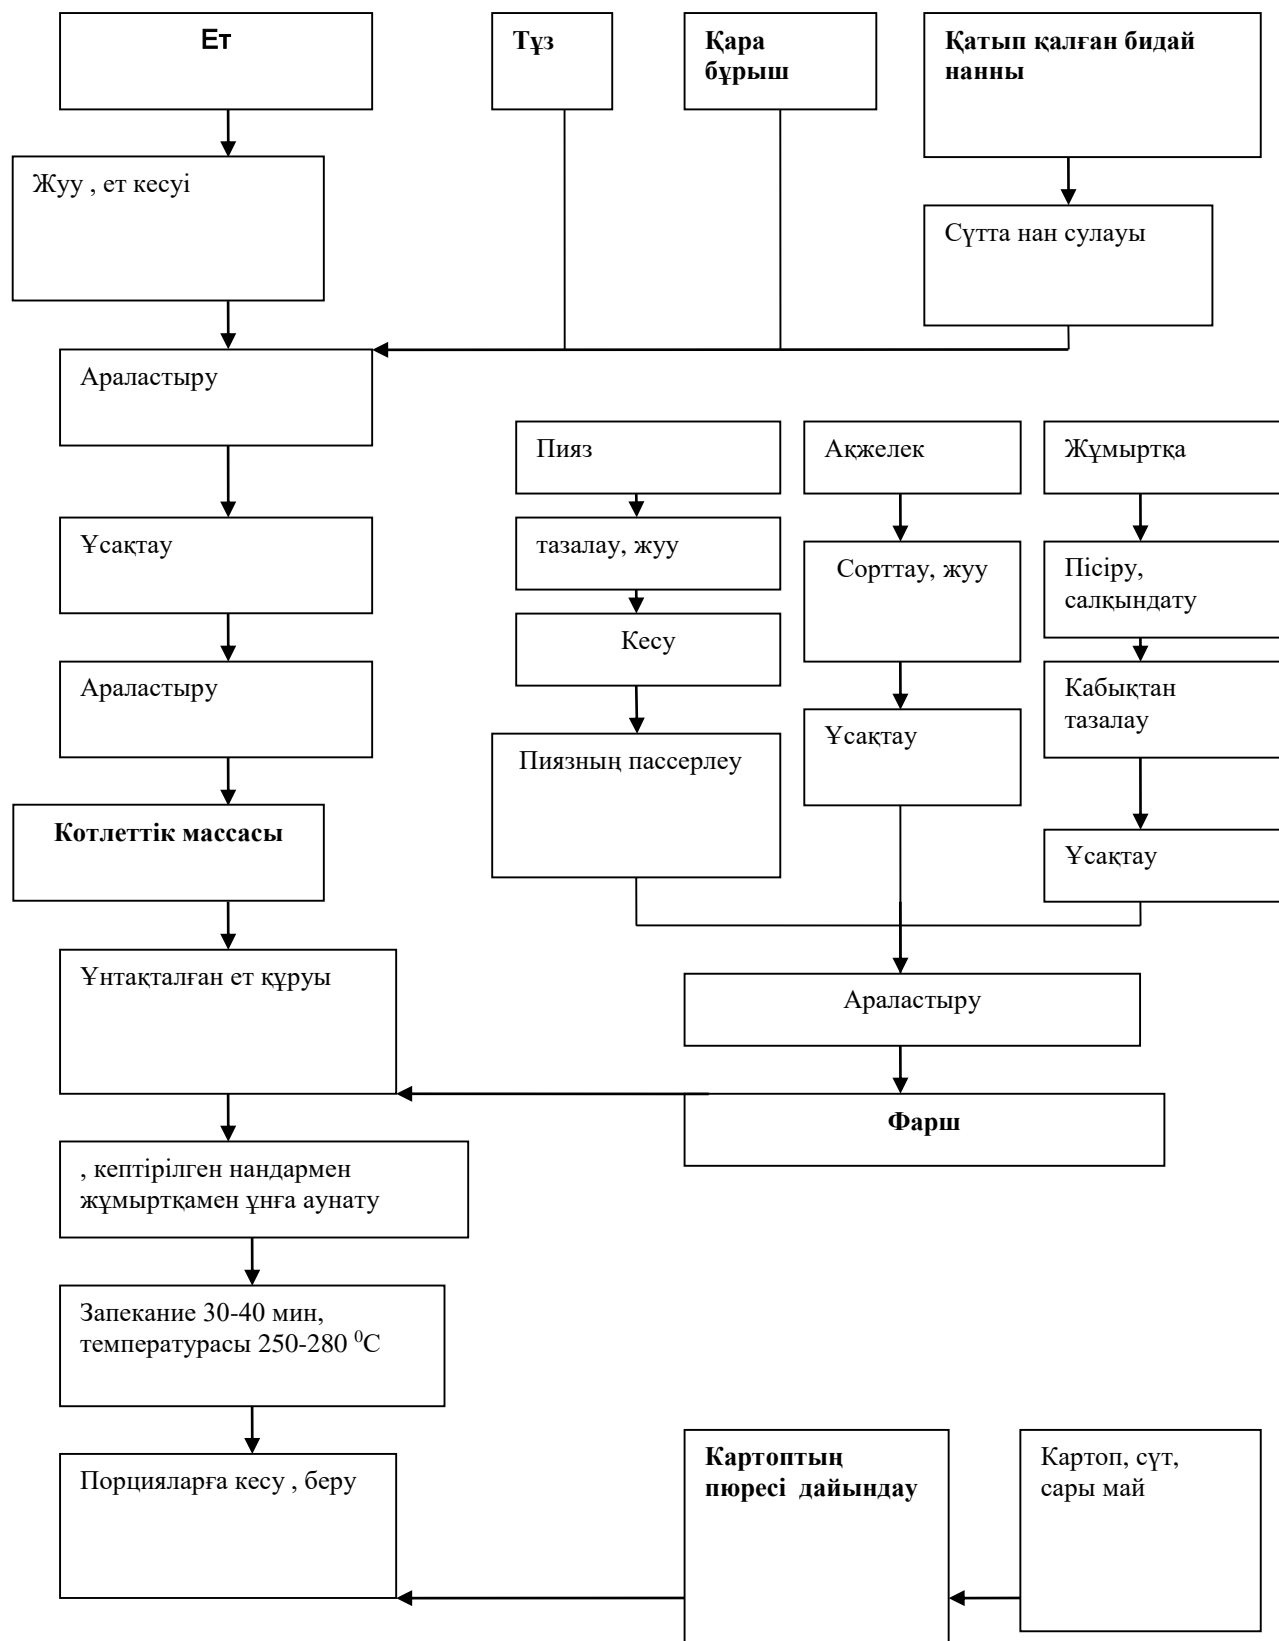 Ет
Тұз
Қара
бұрыш
Қатып қалған бидай
нанны
Жуу , ет кесуі
Сүтта нан сулауы
Араластыру
Пияз
Ақжелек
Жұмыртқа
Ұсақтау
тазалау, жуу
Сорттау, жуу
Пісіру,
салқындату
Кесу
Араластыру
Кабықтан
тазалау
Ұсақтау
Пиязның пассерлеу
Котлеттік массасы
Ұсақтау
Ұнтақталған ет құруы
Араластыру
Фарш
, кептірілген нандармен
жұмыртқамен ұнға аунату
Запекание 30-40 мин,
температурасы 250-280 ⁰С
Порцияларға кесу , беру
Картоптың
пюресі  дайындау
Картоп, сүт,
сары май